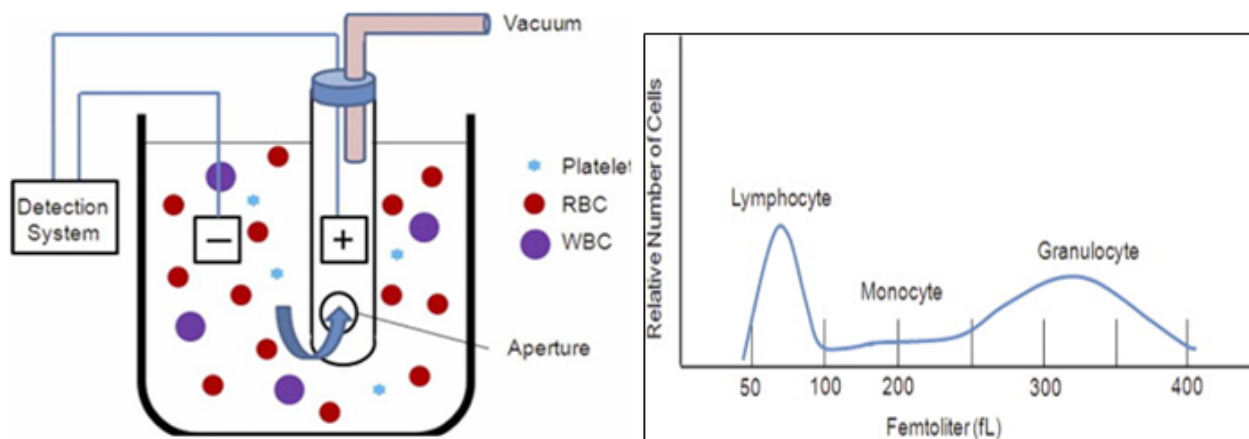 Vacuum
Detection
System
−
+
Platelet
RBC
WBC
Aperture
Relative Number of Cells
Lymphocyte
Monocyte
Granulocyte
50 100 200 300 400
Femtoliter (fL)